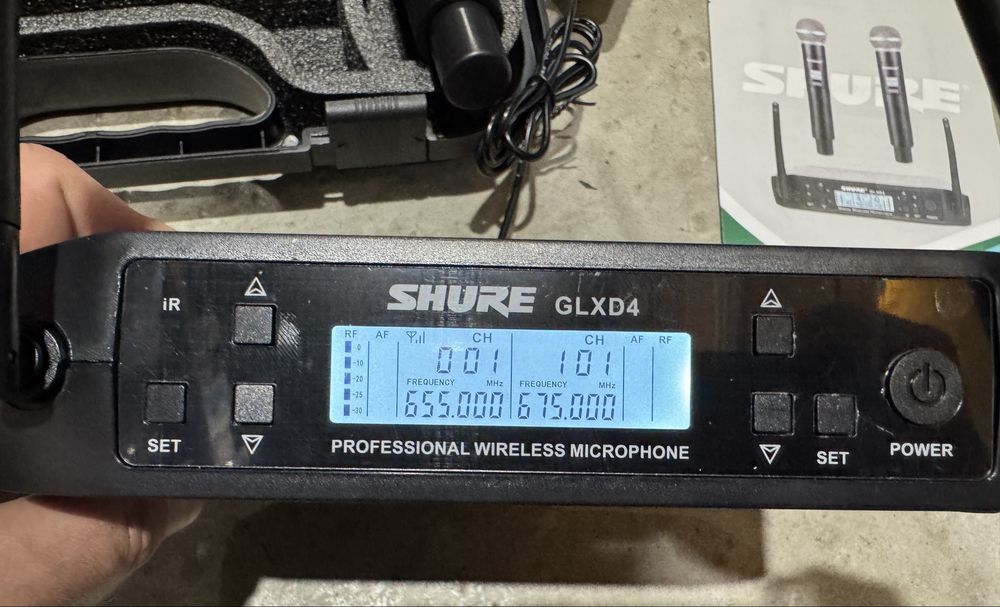 SHURE
SHURE
iR
SHURE GLXD4
RF AF CH CH AF RF
001 101
0
-10
-20
-25
-30
FREQUENCY MHz FREQUENCY MHz
655.000 675.000
SET
PROFESSIONAL WIRELESS MICROPHONE
SET
POWER